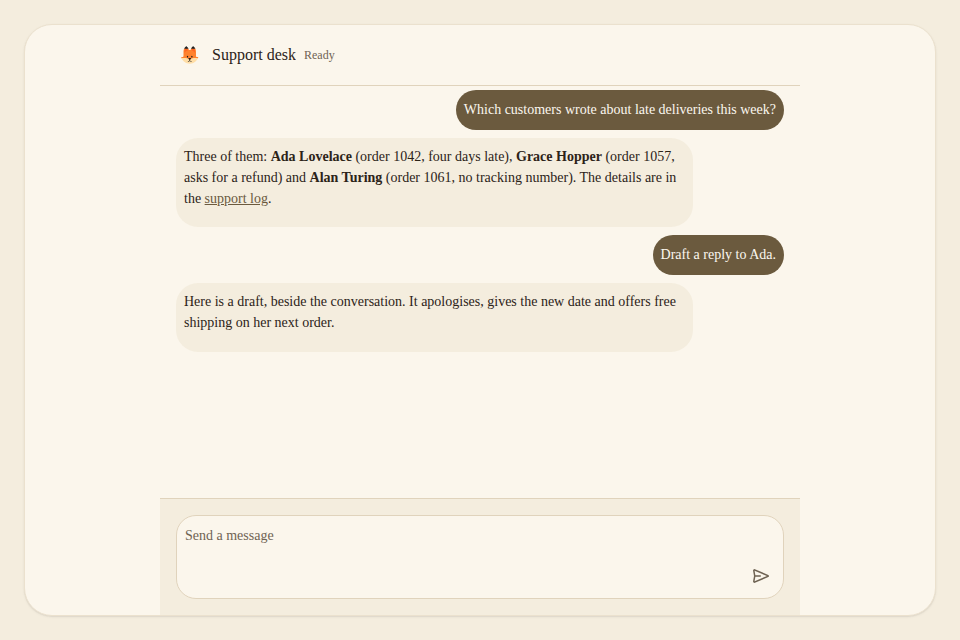 Support desk Ready
Which customers wrote about late deliveries this week?
Three of them: Ada Lovelace (order 1042, four days late), Grace Hopper (order 1057,
asks for a refund) and Alan Turing (order 1061, no tracking number). The details are in
the support log.
Draft a reply to Ada.
Here is a draft, beside the conversation. It apologises, gives the new date and offers free
shipping on her next order.
Send a message